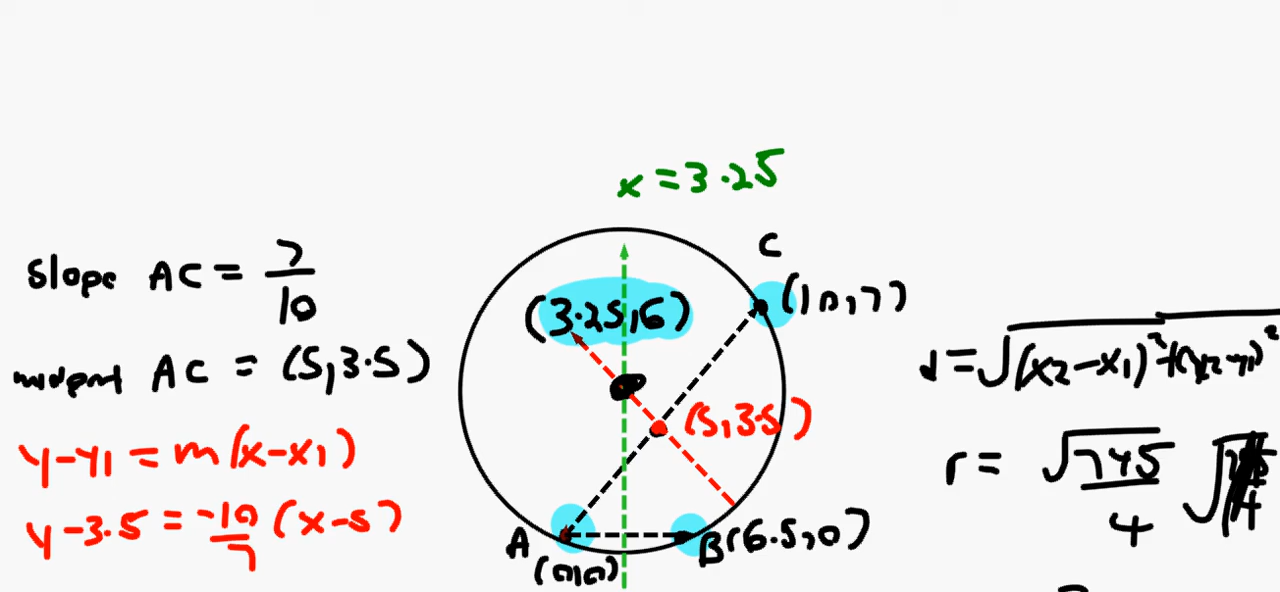 x = 3.25
C
slope AC = 7/10
(10,7)
(3.25,6)
midpnt AC = (5,3.5)
d = √(x2-x1)²+(y2-y1)²
(5,3.5)
y-y1 = m(x-x1)
r = √745/4
y-3.5 = -10/7 (x-5)
A
B(6.5,0)
(0,0)